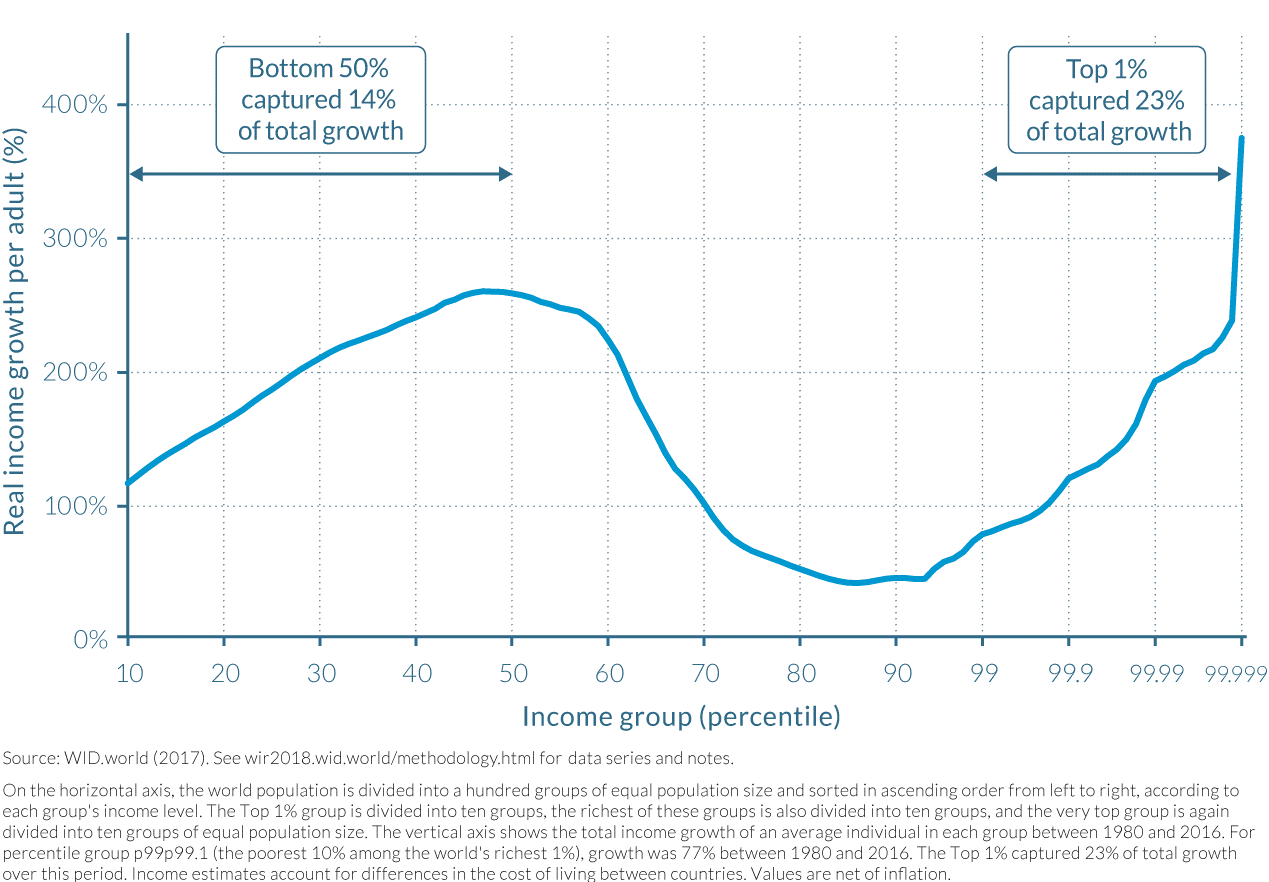 Bottom 50%
captured 14%
of total growth
Top 1%
captured 23%
of total growth
Real income growth per adult (%)
400%
300%
200%
100%
0%
10 20 30 40 50 60 70 80 90 99 99.9 99.99 99.999
Income group (percentile)
Source: WID.world (2017). See wir2018.wid.world/methodology.html for data series and notes.
On the horizontal axis, the world population is divided into a hundred groups of equal population size and sorted in ascending order from left to right, according to
each group's income level. The Top 1% group is divided into ten groups, the richest of these groups is also divided into ten groups, and the very top group is again
divided into ten groups of equal population size. The vertical axis shows the total income growth of an average individual in each group between 1980 and 2016. For
percentile group p99p99.1 (the poorest 10% among the world's richest 1%), growth was 77% between 1980 and 2016. The Top 1% captured 23% of total growth
over this period. Income estimates account for differences in the cost of living between countries. Values are net of inflation.